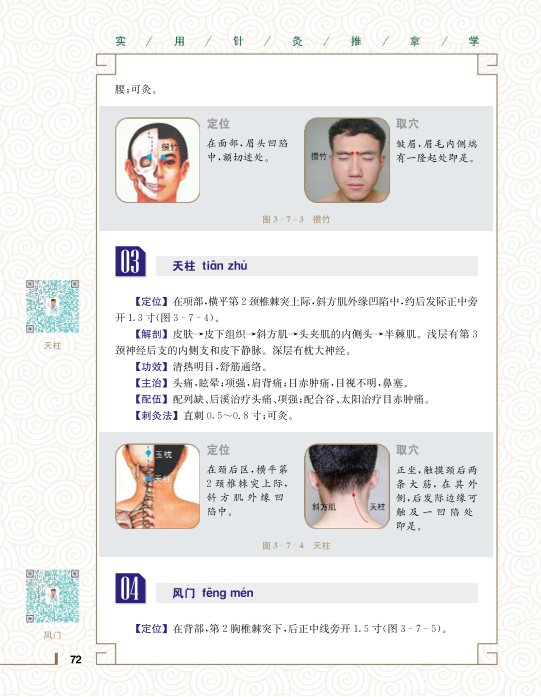 实 / 用 / 针 / 灸 / 推 / 拿 / 学
腰;可灸。
攒竹
定位
在面部,眉头凹陷
中,额切迹处。
攒竹
取穴
皱眉,眉毛内侧端
有一隆起处即是。
图3-7-3 攒竹
03
天柱 tiān zhù
【定位】在项部,横平第2颈椎棘突上际,斜方肌外缘凹陷中,约后发际正中旁
开1.3寸(图3-7-4)。
【解剖】皮肤→皮下组织→斜方肌→头夹肌的内侧头→半棘肌。浅层有第3
颈神经后支的内侧支和皮下静脉。深层有枕大神经。
【功效】清热明目,舒筋通络。
【主治】头痛,眩晕;项强,肩背痛;目赤肿痛,目视不明,鼻塞。
【配伍】配列缺、后溪治疗头痛、项强;配合谷、太阳治疗目赤肿痛。
【刺灸法】直刺0.5~0.8寸;可灸。
天柱
玉枕
天柱
定位
在颈后区,横平第
2颈椎棘突上际,
斜方肌外缘凹
陷中。
斜方肌
天柱
取穴
正坐,触摸颈后两
条大筋,在其外
侧,后发际边缘可
触及一凹陷处
即是。
图3-7-4 天柱
04
风门 fēng mén
【定位】在背部,第2胸椎棘突下,后正中线旁开1.5寸(图3-7-5)。
风门
72